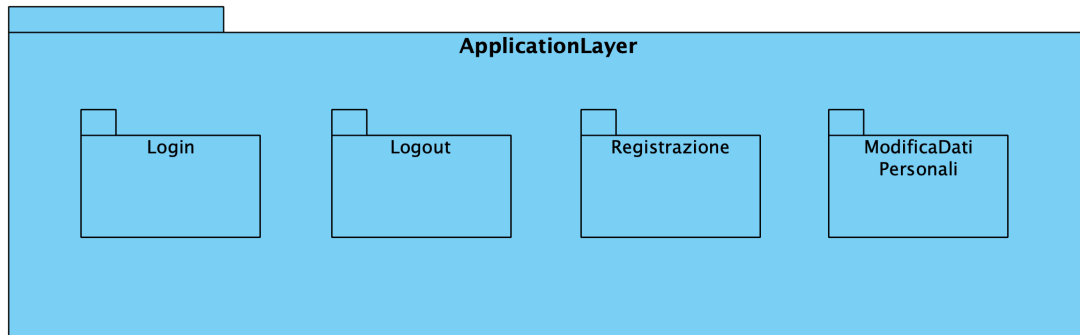 ApplicationLayer
Login
Logout
Registrazione
ModificaDati
Personali